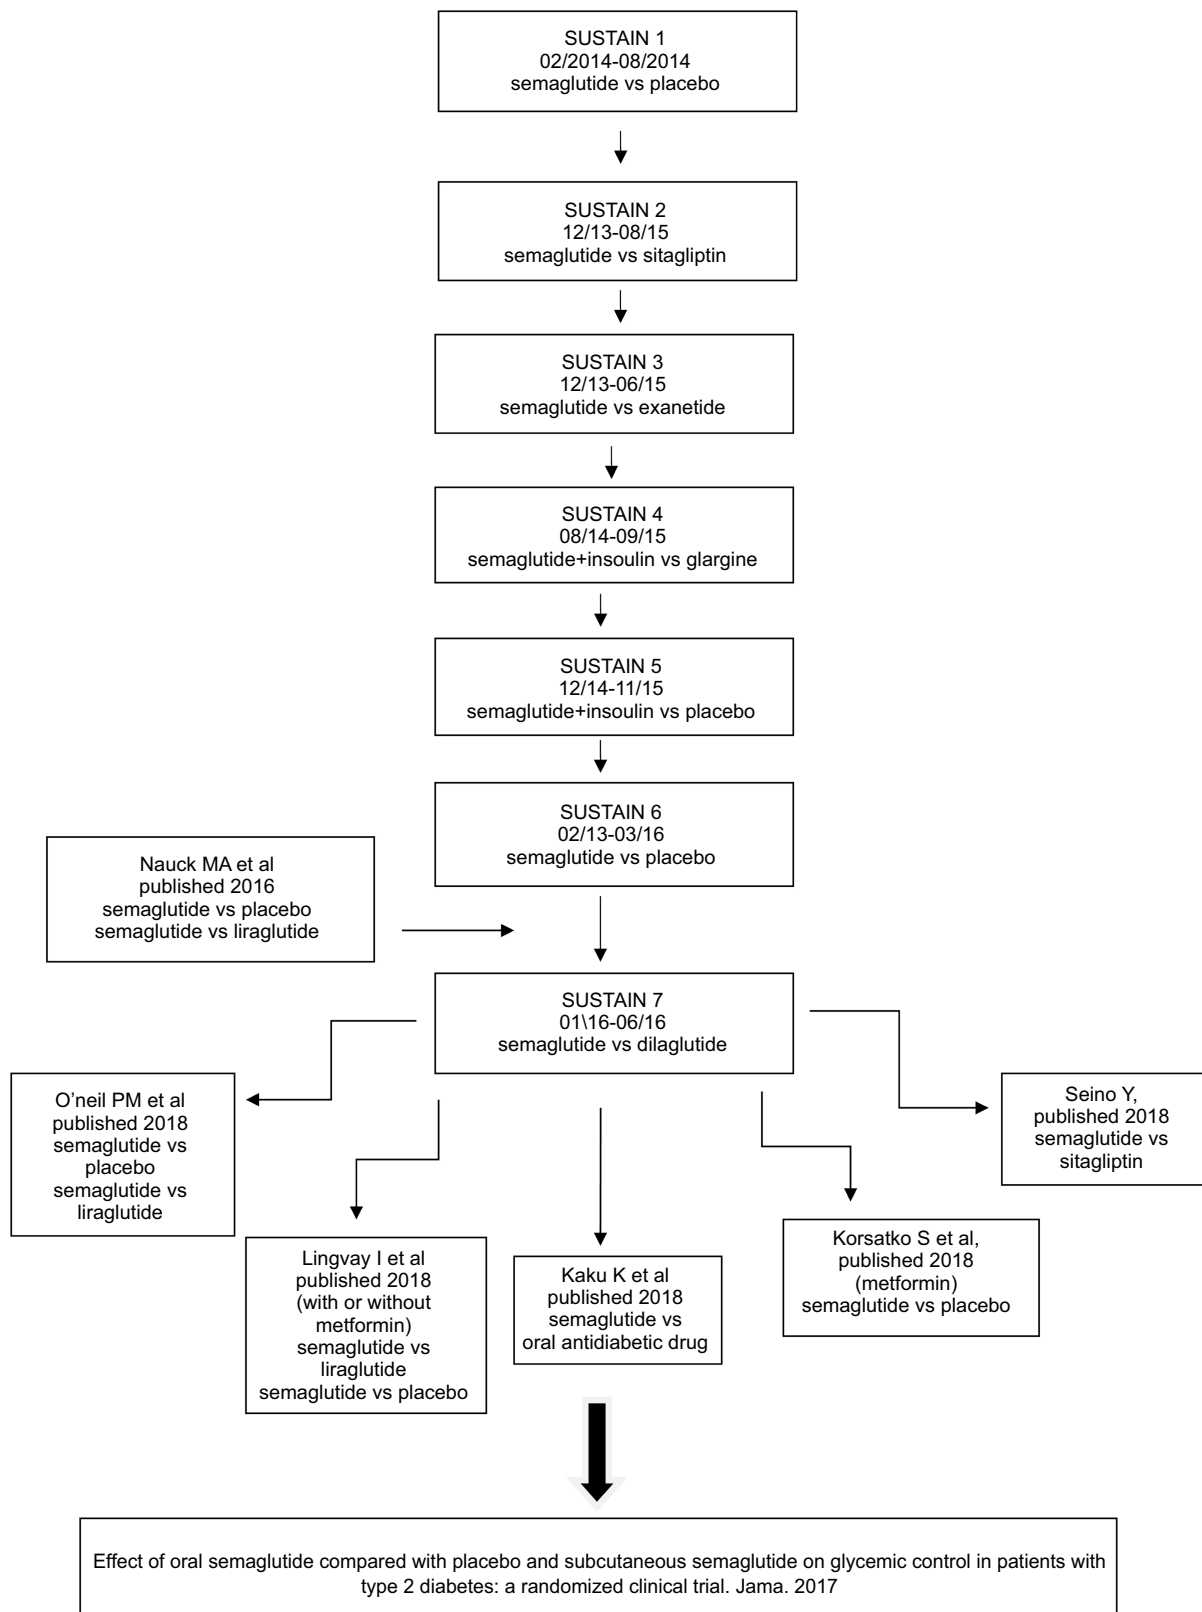 SUSTAIN 1
02/2014-08/2014
semaglutide vs placebo
SUSTAIN 2
12/13-08/15
semaglutide vs sitagliptin
SUSTAIN 3
12/13-06/15
semaglutide vs exanetide
SUSTAIN 4
08/14-09/15
semaglutide+insoulin vs glargine
SUSTAIN 5
12/14-11/15
semaglutide+insoulin vs placebo
SUSTAIN 6
02/13-03/16
semaglutide vs placebo
Nauck MA et al
published 2016
semaglutide vs placebo
semaglutide vs liraglutide
SUSTAIN 7
01\16-06/16
semaglutide vs dilaglutide
O'neil PM et al
published 2018
semaglutide vs
placebo
semaglutide vs
liraglutide
Lingvay I et al
published 2018
(with or without
metformin)
semaglutide vs
liraglutide
semaglutide vs placebo
Kaku K et al
published 2018
semaglutide vs
oral antidiabetic drug
Korsatko S et al,
published 2018
(metformin)
semaglutide vs placebo
Seino Y,
published 2018
semaglutide vs
sitagliptin
Effect of oral semaglutide compared with placebo and subcutaneous semaglutide on glycemic control in patients with
type 2 diabetes: a randomized clinical trial. Jama. 2017